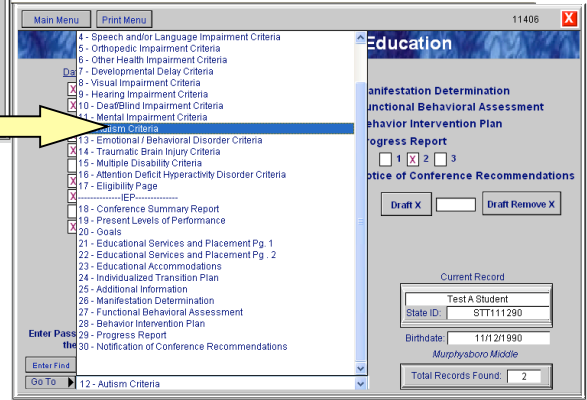 Main Menu Print Menu 11406 X
Education
4 - Speech and/or Language Impairment Criteria
5 - Orthopedic Impairment Criteria
6 - Other Health Impairment Criteria
7 - Developmental Delay Criteria
8 - Visual Impairment Criteria
9 - Hearing Impairment Criteria
10 - Deaf/Blind Impairment Criteria
11 - Mental Impairment Criteria
Autism Criteria
13 - Emotional / Behavioral Disorder Criteria
14 - Traumatic Brain Injury Criteria
15 - Multiple Disability Criteria
16 - Attention Deficit Hyperactivity Disorder Criteria
17 - Eligibility Page
--------------IEP--------------
18 - Conference Summary Report
19 - Present Levels of Performance
20 - Goals
21 - Educational Services and Placement Pg. 1
22 - Educational Services and Placement Pg . 2
23 - Educational Accommodations
24 - Individualized Transition Plan
25 - Additional Information
26 - Manifestation Determination
27 - Functional Behavioral Assessment
28 - Behavior Intervention Plan
29 - Progress Report
30 - Notification of Conference Recommendations
Da
X
X
X
X
X
X
X
anifestation Determination
unctional Behavioral Assessment
ehavior Intervention Plan
rogress Report
1 X 2 3
otice of Conference Recommendations
Draft X Draft Remove X
Current Record
Test A Student
State ID: STT111290
Birthdate: 11/12/1990
Murphysboro Middle
Total Records Found: 2
Enter Pass
the
Enter Find
Go To 12 - Autism Criteria